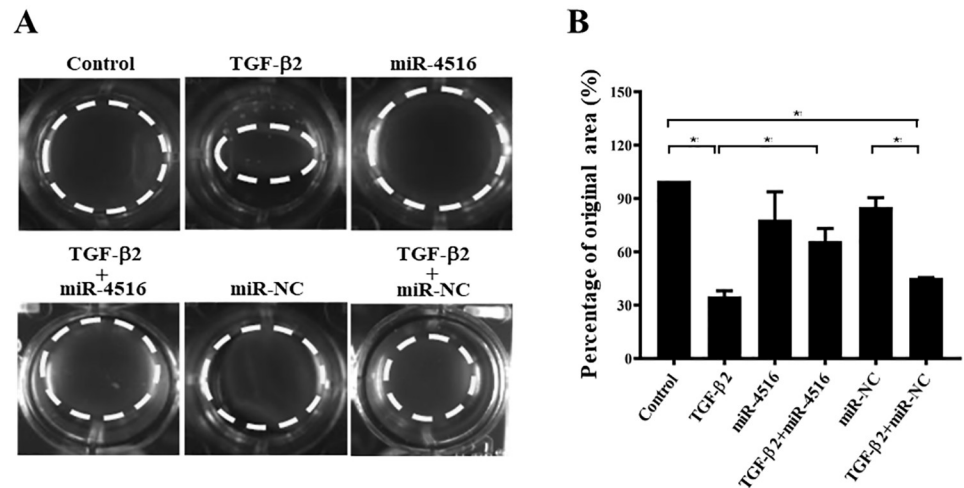 A
Control
TGF-β2
miR-4516
TGF-β2
+
miR-4516
miR-NC
TGF-β2
+
miR-NC
B
Percentage of original area (%)
150
120
90
60
30
0
*
*
*
*
Control
TGF-β2
miR-4516
TGF-β2+miR-4516
miR-NC
TGF-β2+miR-NC